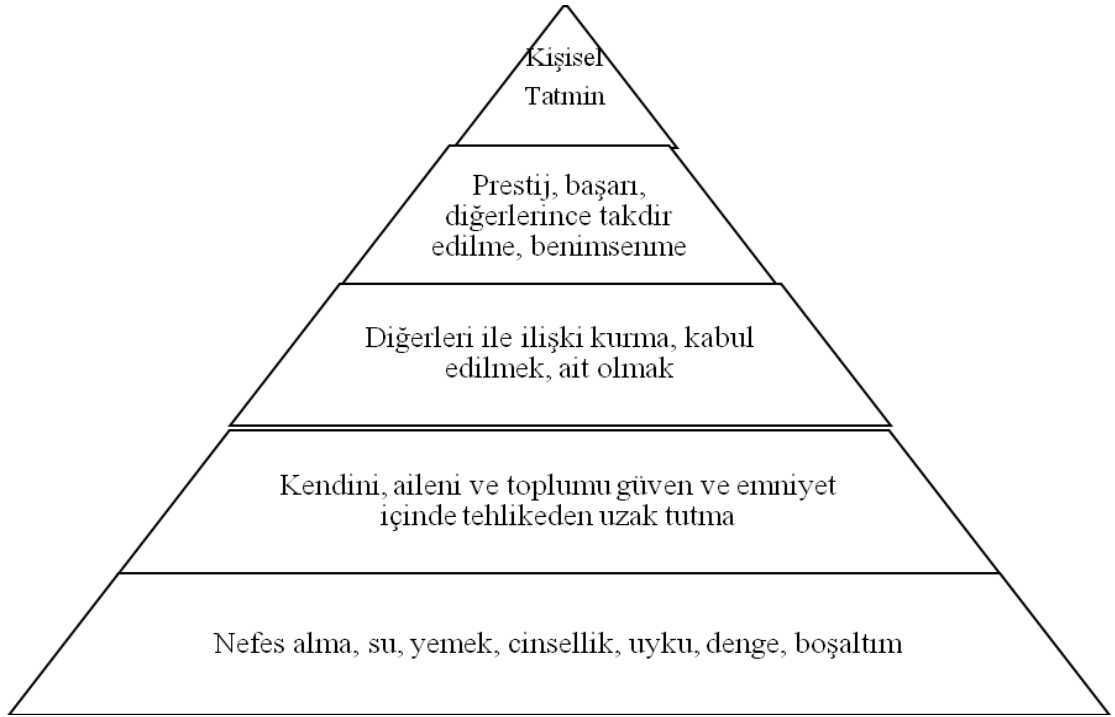 Kişisel
Tatmin
Prestij, başarı,
diğerlerince takdir
edilme, benimsenme
Diğerleri ile ilişki kurma, kabul
edilmek, ait olmak
Kendini, aileni ve toplumu güven ve emniyet
içinde tehlikeden uzak tutma
Nefes alma, su, yemek, cinsellik, uyku, denge, boşaltım